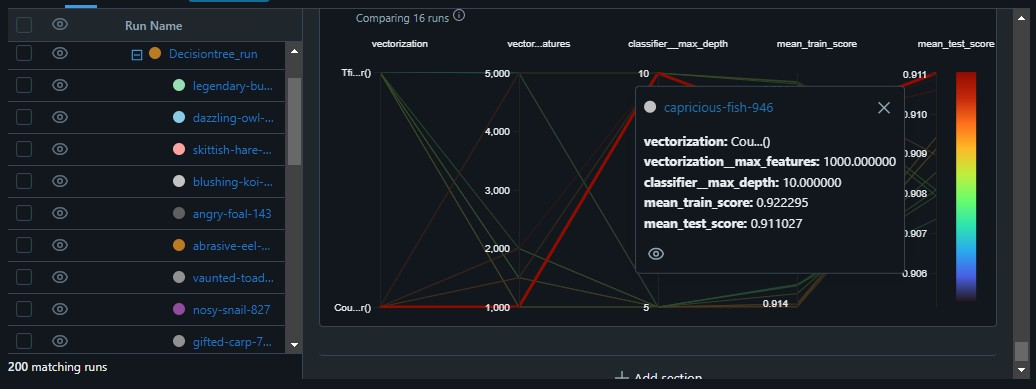 Run Name
Decisiontree_run
legendary-bu...
dazzling-owl-...
skittish-hare-...
blushing-koi-...
angry-foal-143
abrasive-eel-...
vaunted-toad...
nosy-snail-827
gifted-carp-7...
200 matching runs
Comparing 16 runs
vectorization
vector...atures
classifier__max_depth
mean_train_score
mean_test_score
Tfi...r()
Cou...r()
5,000
4,000
3,000
2,000
1,000
10
5
0.914
0.911
0.910
0.909
0.908
0.907
0.906
capricious-fish-946
vectorization: Cou...()
vectorization__max_features: 1000.000000
classifier__max_depth: 10.000000
mean_train_score: 0.922295
mean_test_score: 0.911027
Add section